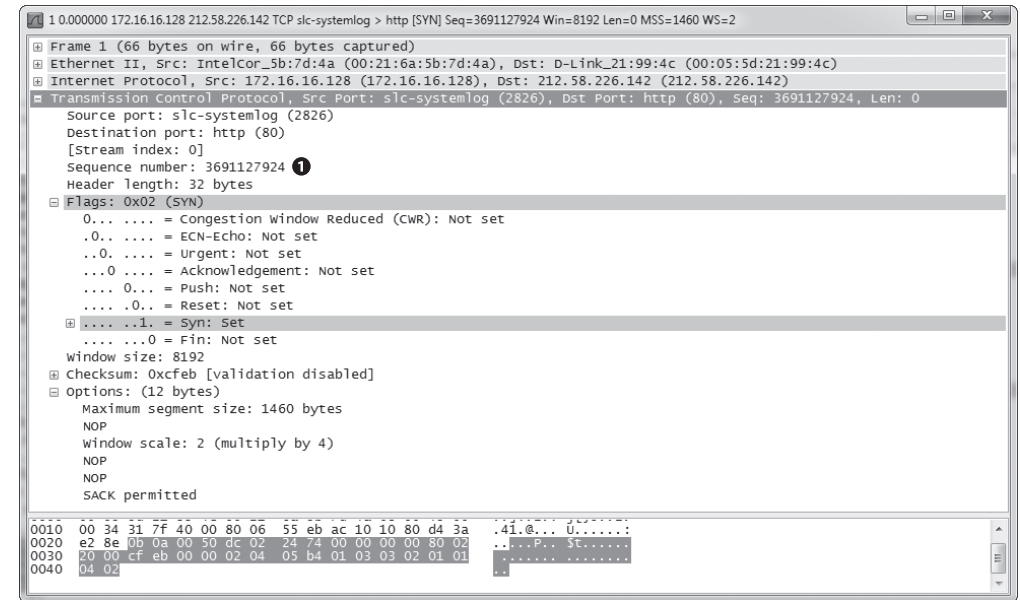 1 0.000000 172.16.16.128 212.58.226.142 TCP slc-systemlog > http [SYN] Seq=3691127924 Win=8192 Len=0 MSS=1460 WS=2
Frame 1 (66 bytes on wire, 66 bytes captured)
Ethernet II, Src: IntelCor_5b:7d:4a (00:21:6a:5b:7d:4a), Dst: D-Link_21:99:4c (00:05:5d:21:99:4c)
Internet Protocol, Src: 172.16.16.128 (172.16.16.128), Dst: 212.58.226.142 (212.58.226.142)
Transmission Control Protocol, Src Port: slc-systemlog (2826), Dst Port: http (80), Seq: 3691127924, Len: 0
Source port: slc-systemlog (2826)
Destination port: http (80)
[Stream index: 0]
Sequence number: 3691127924 ❶
Header length: 32 bytes
Flags: 0x02 (SYN)
0... .... = Congestion Window Reduced (CWR): Not set
.0.. .... = ECN-Echo: Not set
..0. .... = Urgent: Not set
...0 .... = Acknowledgement: Not set
.... 0... = Push: Not set
.... .0.. = Reset: Not set
.... ..1. = Syn: Set
.... ...0 = Fin: Not set
Window size: 8192
Checksum: 0xcfeb [validation disabled]
Options: (12 bytes)
Maximum segment size: 1460 bytes
NOP
Window scale: 2 (multiply by 4)
NOP
NOP
SACK permitted
0010 00 34 31 7f 40 00 80 06 55 eb ac 10 10 80 d4 3a .41.@... U......:
0020 e2 8e 0b 0a 00 50 dc 02 24 74 00 00 00 00 80 02 .....P.. $t......
0030 20 00 cf eb 00 00 02 04 05 b4 01 03 03 02 01 01 ........ ........
0040 04 02 ..